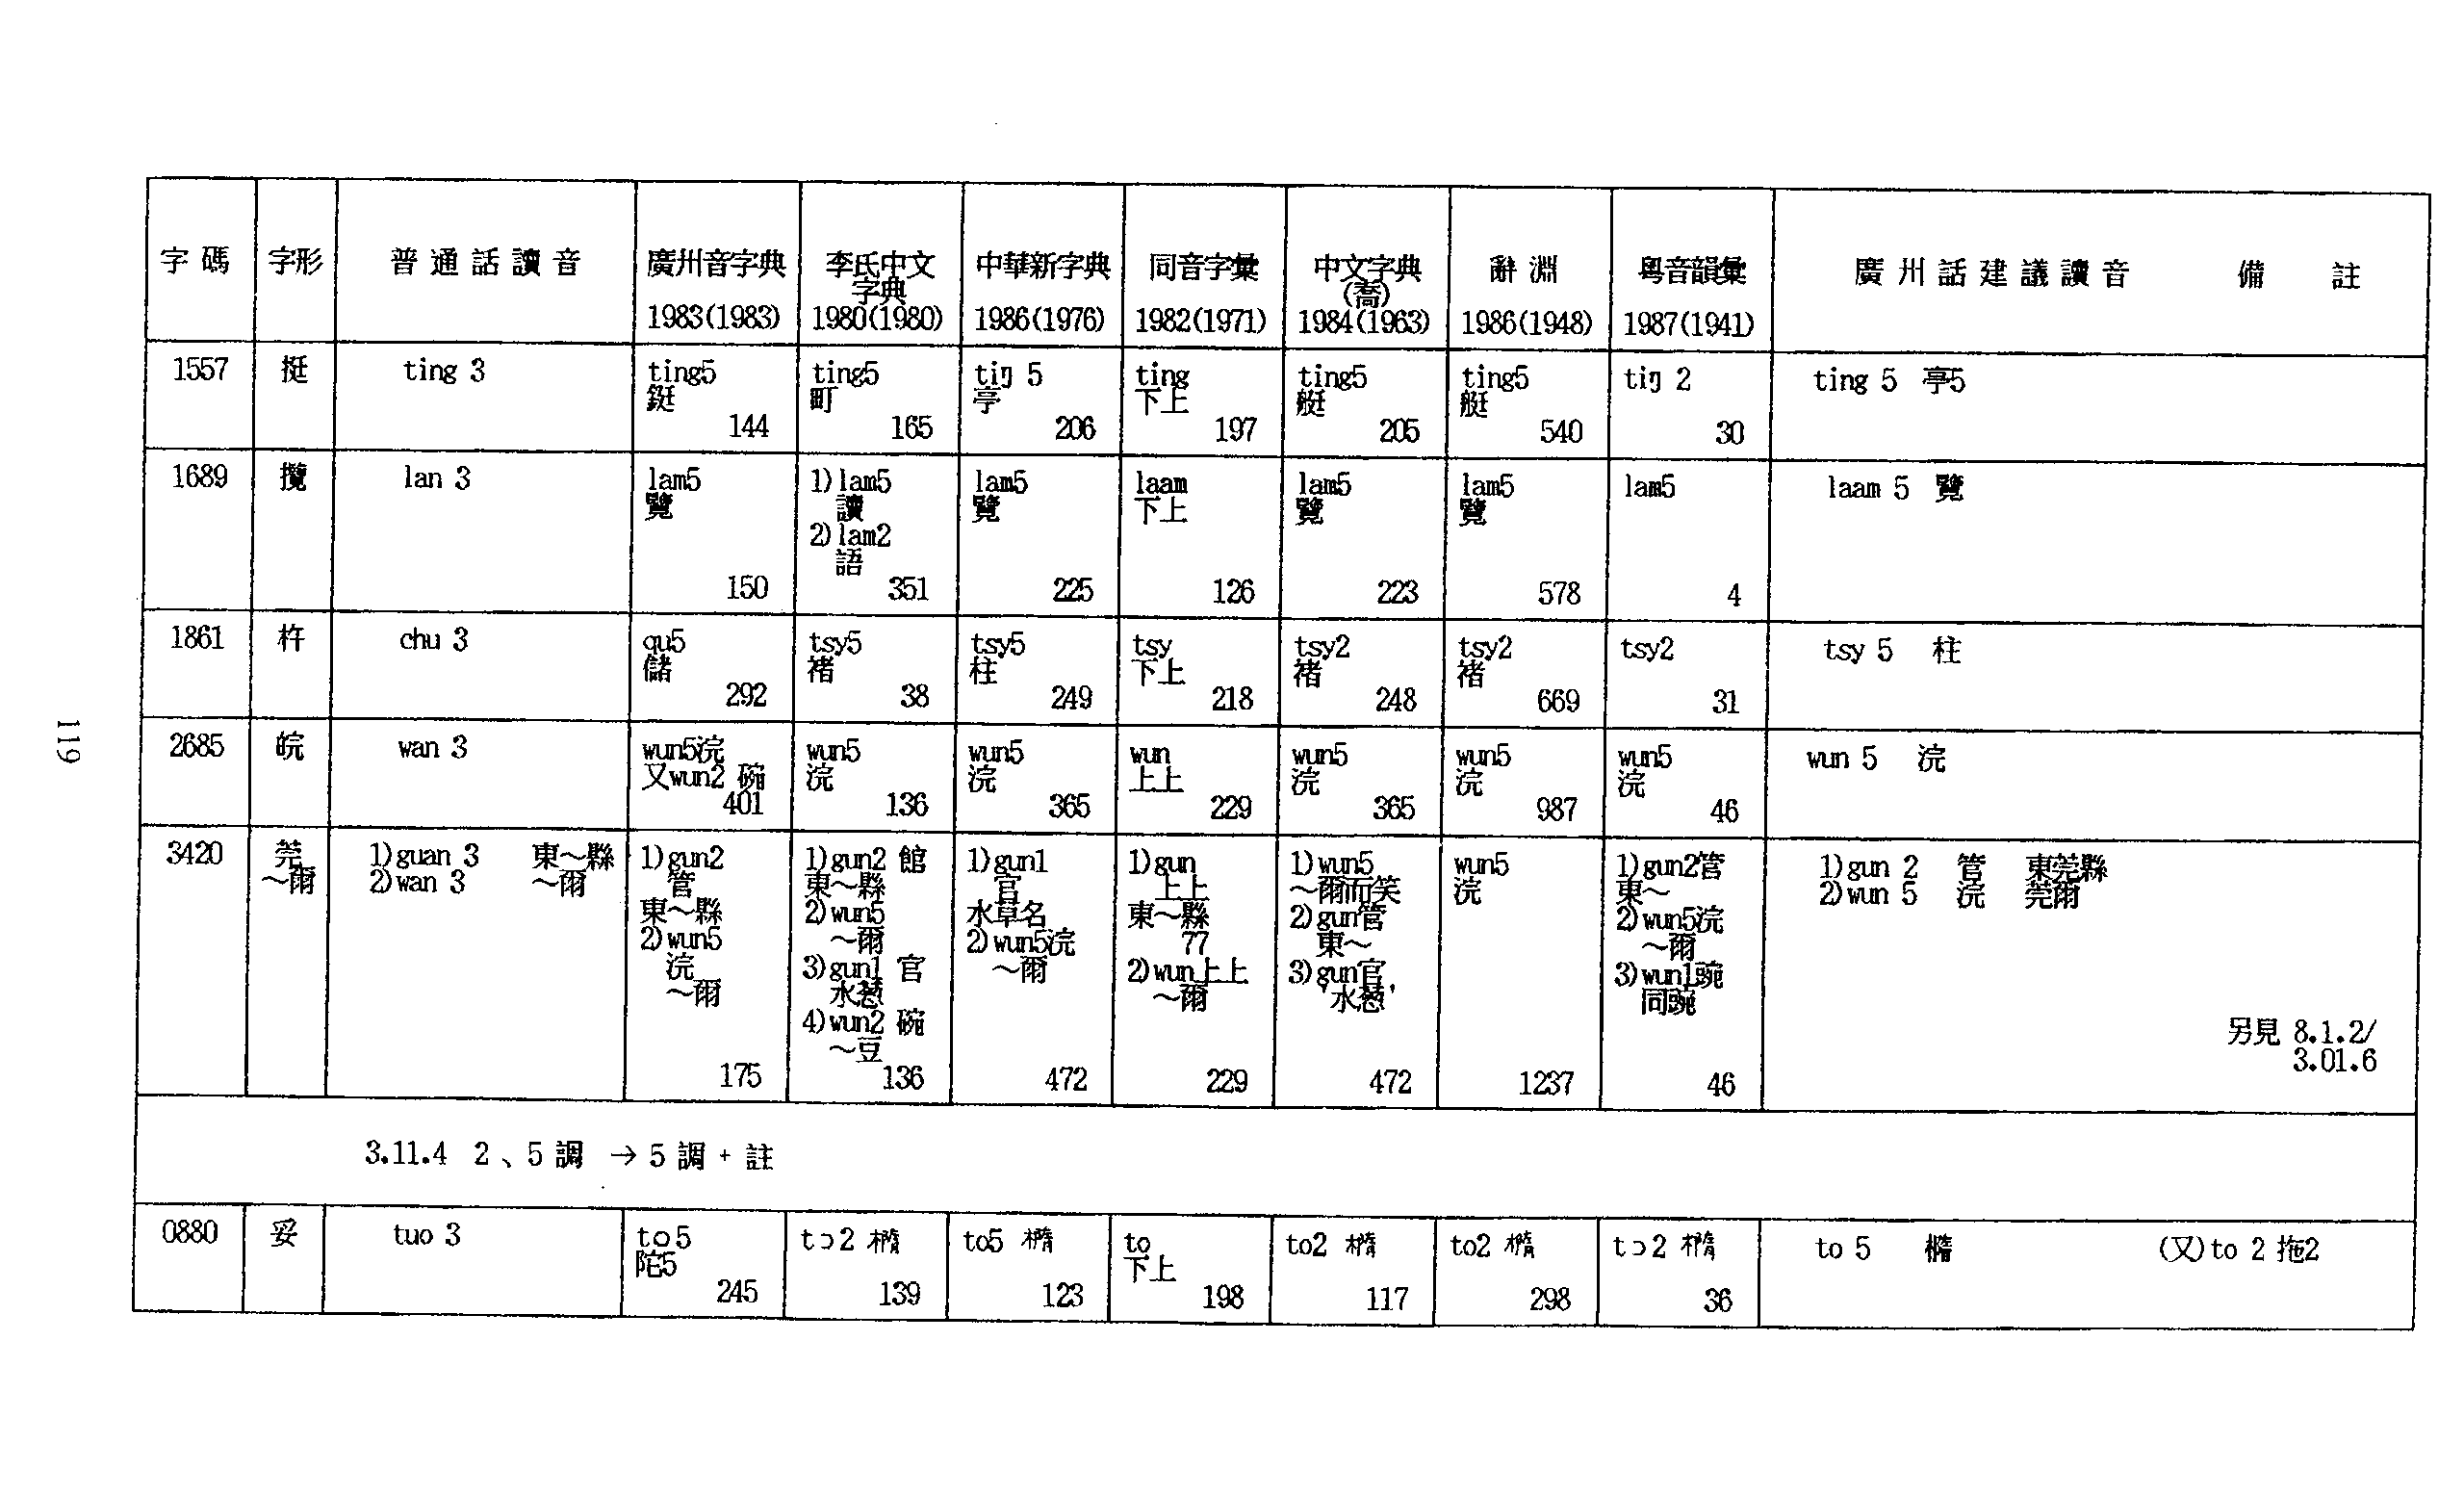 字碼 字形 普通話讀音 廣州音字典 李氏中文字典 中華新字典 同音字彙 中文字典(喬) 辭淵 粵音韻彙 廣州話建議讀音 備註
1983(1983) 1980(1980) 1986(1976) 1982(1971) 1984(1963) 1986(1948) 1987(1941)
1557 挺 ting 3 ting5 ting5 tiŋ 5 ting ting5 ting5 tiŋ 2 ting 5 亭5
鋌 町 亭 下上 艇 艇
144 165 206 197 205 540 30
1689 攬 lan 3 lam5 1)lam5 lam5 laam lam5 lam5 lam5 laam 5 覽
覽 讀 覽 下上 覽 覽
2)lam2
語
150 351 225 126 223 578 4
1861 杵 chu 3 qu5 tsy5 tsy5 tsy tsy2 tsy2 tsy2 tsy 5 柱
儲 褚 柱 下上 褚 褚
292 38 249 218 248 669 31
2685 皖 wan 3 wun5浣 wun5 wun5 wun wun5 wun5 wun5 wun 5 浣
又wun2 碗 浣 浣 上上 浣 浣 浣
401 136 365 229 365 987 46
3420 莞 1)guan 3 東～縣 1)gun2 1)gun2 館 1)gun1 1)gun 1)wun5 wun5 1)gun2管 1)gun 2 管 東莞縣
～爾 2)wan 3 ～爾 管 東～縣 官 上上 ～爾而笑 浣 東～ 2)wun 5 浣 莞爾
東～縣 2)wun5 水草名 東～縣 2)gun管 2)wun5浣
2)wun5 ～爾 2)wun5浣 77 東～ ～爾
浣 3)gun1 官 ～爾 2)wun上上 3)gun官 3)wun1豌
～爾 水葱 ～爾 '水葱' 同豌
4)wun2 碗 另見 8.1.2/
～豆 3.01.6
175 136 472 229 472 1237 46
3.11.4 2、5調 → 5調+註
0880 妥 tuo 3 to5 tɔ2 橢 to5 橢 to to2 橢 to2 橢 tɔ2 橢 to 5 橢 (又)to 2 拖2
陀5 下上
245 139 123 198 117 298 36
119